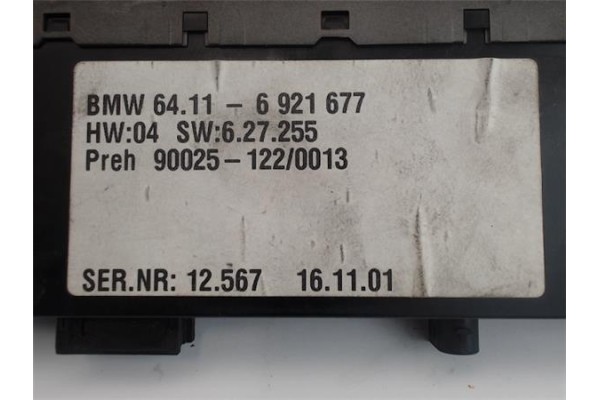 BMW 64.11 - 6 921 677
HW:04 SW:6.27.255
Preh 90025-122/0013
SER.NR: 12.567 16.11.01